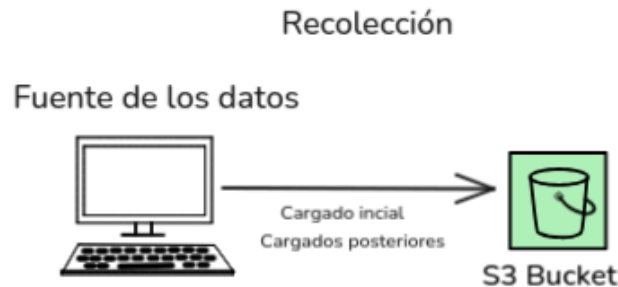 Recolección
Fuente de los datos
Cargado incial
Cargados posteriores
S3 Bucket